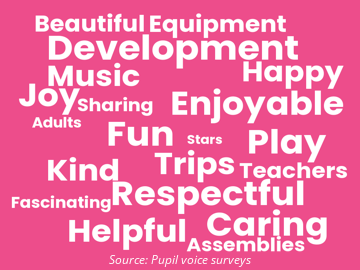 Beautiful Equipment
Development
Music Happy
Joy Sharing Enjoyable
Adults
Fun Stars Play
Kind Trips Teachers
Fascinating Respectful
Helpful Caring
Assemblies
Source: Pupil voice surveys